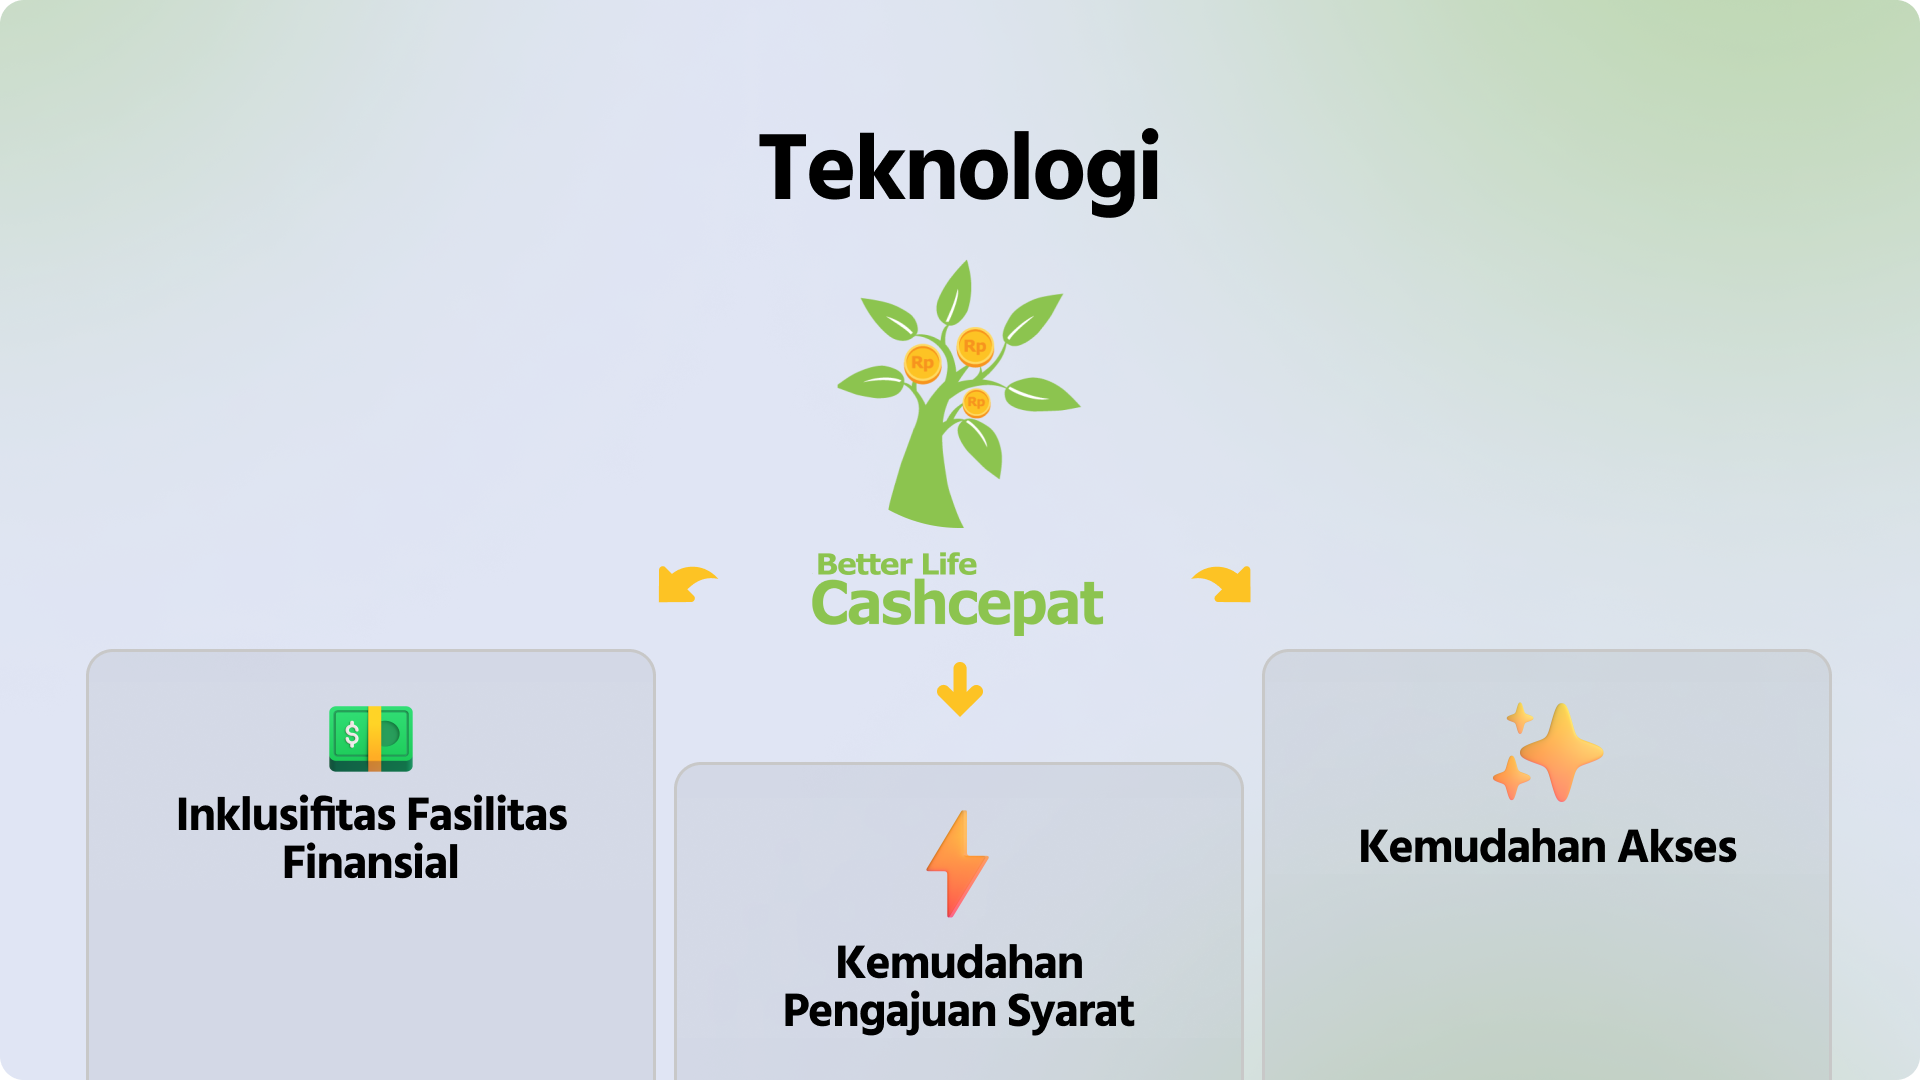 Teknologi
Rp
Rp
Rp
Better Life
Cashcepat
$
Inklusifitas Fasilitas
Finansial
Kemudahan
Pengajuan Syarat
Kemudahan Akses